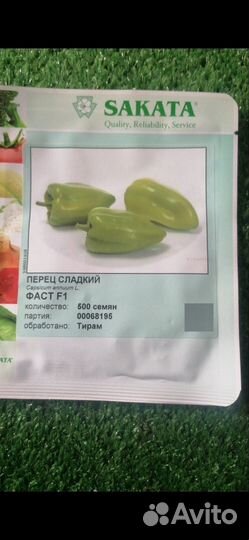 SAKATA®
Quality, Reliability, Service
ПЕРЕЦ СЛАДКИЙ
Capsicum annuum L.
ФАСТ F1
количество: 500 семян
партия: 00068195
обработано: Тирам
Avito